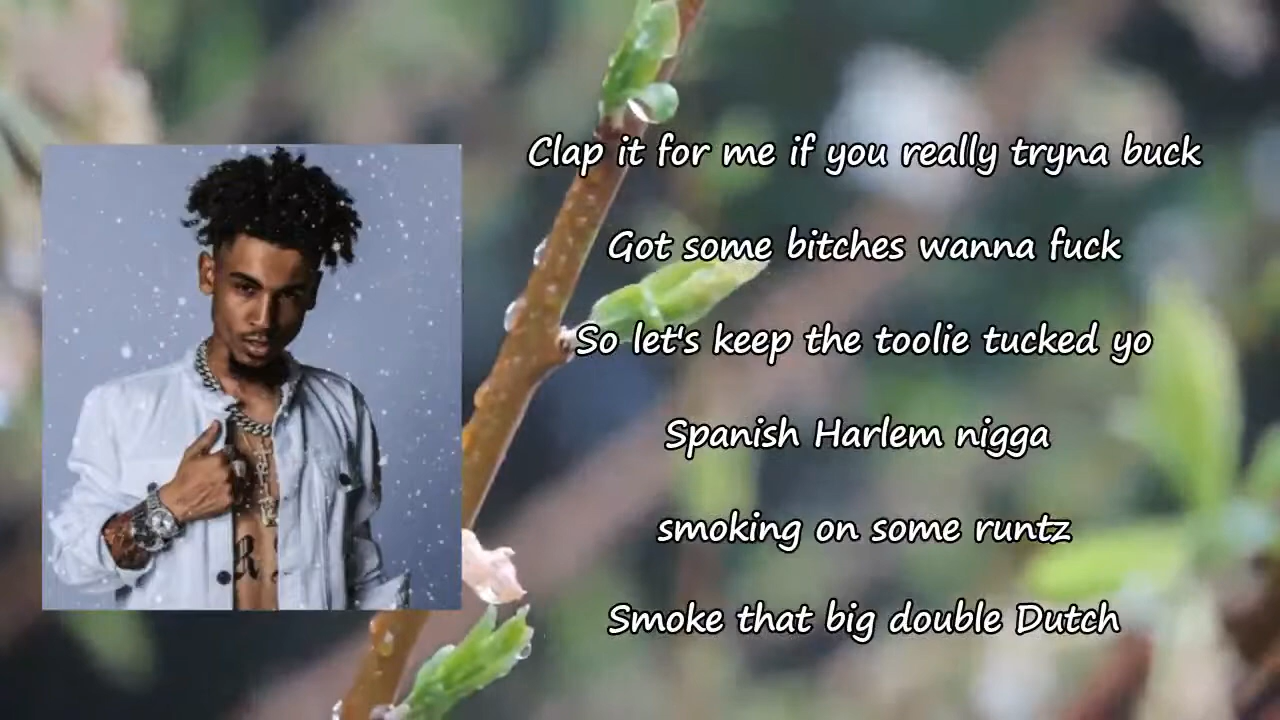 Clap it for me if you really tryna buck
Got some bitches wanna fuck
So let's keep the toolie tucked yo
Spanish Harlem nigga
smoking on some runtz
Smoke that big double Dutch